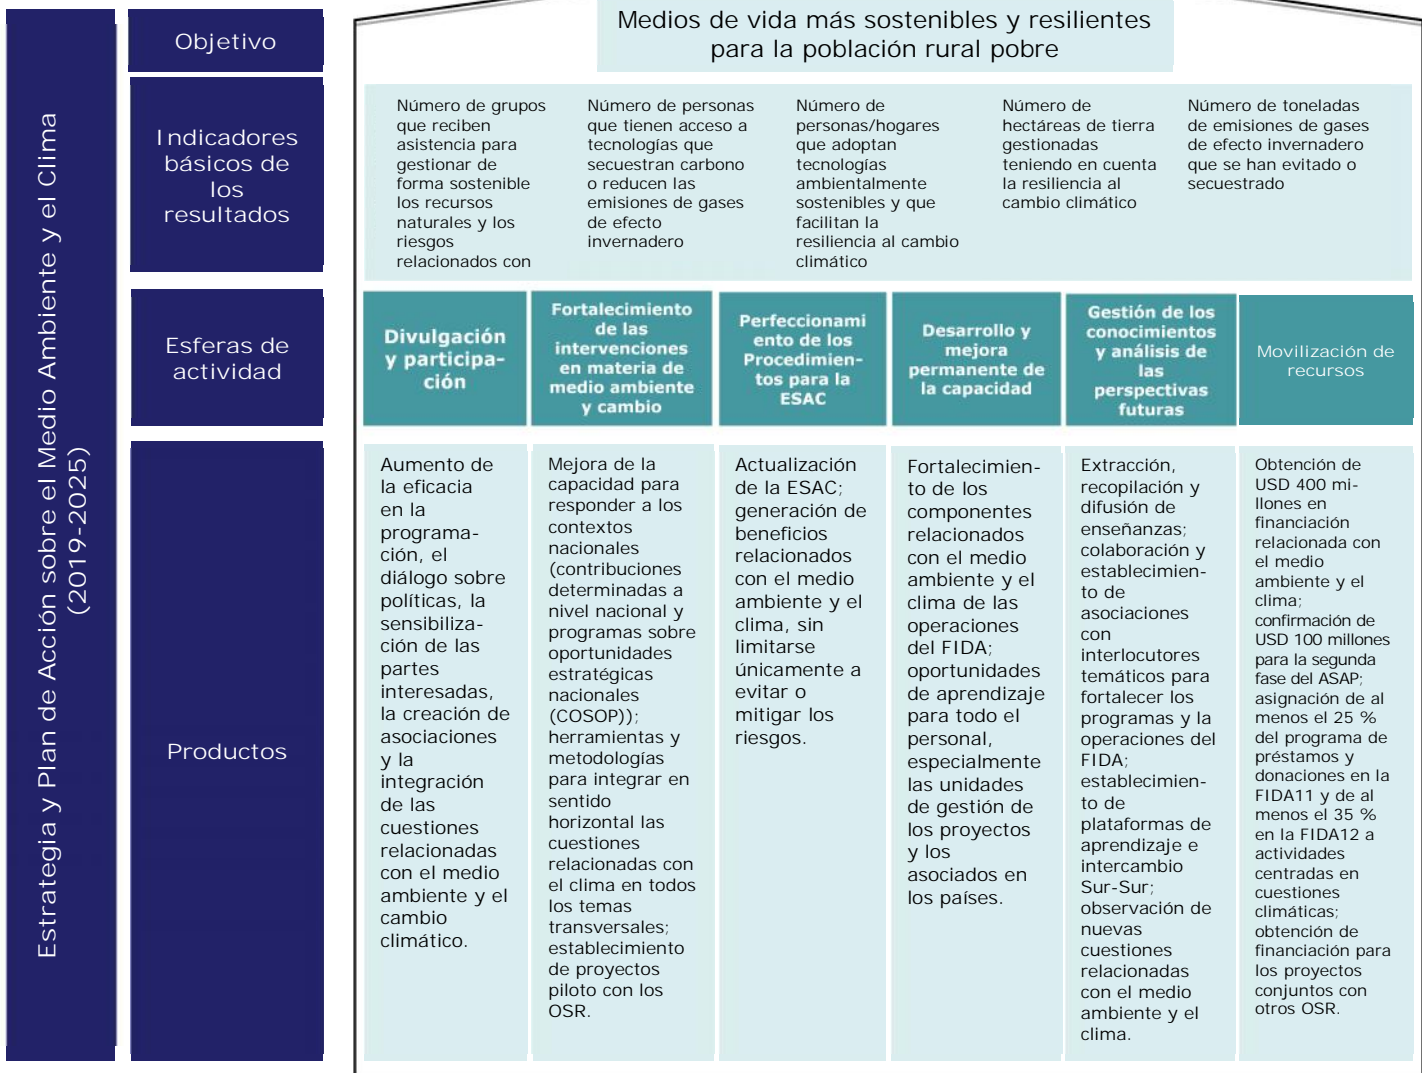 Estrategia y Plan de Acción sobre el Medio Ambiente y el Clima
(2019-2025)
Objetivo
Medios de vida más sostenibles y resilientes
para la población rural pobre
Indicadores
básicos de
los
resultados
Número de grupos
que reciben
asistencia para
gestionar de
forma sostenible
los recursos
naturales y los
riesgos
relacionados con
Número de personas
que tienen acceso a
tecnologías que
secuestran carbono
o reducen las
emisiones de gases
de efecto
invernadero
Número de
personas/hogares
que adoptan
tecnologías
ambientalmente
sostenibles y que
facilitan la
resiliencia al cambio
climático
Número de
hectáreas de tierra
gestionadas
teniendo en cuenta
la resiliencia al
cambio climático
Número de toneladas
de emisiones de gases
de efecto invernadero
que se han evitado o
secuestrado
Esferas de
actividad
Divulgación
y participa-
ción
Fortalecimiento
de las
intervenciones
en materia de
medio ambiente
y cambio
Perfeccionami
ento de los
Procedimien-
tos para la
ESAC
Desarrollo y
mejora
permanente de
la capacidad
Gestión de los
conocimientos
y análisis de
las
perspectivas
futuras
Movilización de
recursos
Productos
Aumento de
la eficacia
en la
programa-
ción, el
diálogo sobre
políticas, la
sensibiliza-
ción de las
partes
interesadas,
la creación de
asociaciones
y la
integración
de las
cuestiones
relacionadas
con el medio
ambiente y el
cambio
climático.
Mejora de la
capacidad para
responder a los
contextos
nacionales
(contribuciones
determinadas a
nivel nacional y
programas sobre
oportunidades
estratégicas
nacionales
(COSOP));
herramientas y
metodologías
para integrar en
sentido
horizontal las
cuestiones
relacionadas con
el clima en todos
los temas
transversales;
establecimiento
de proyectos
piloto con los
OSR.
Actualización
de la ESAC;
generación de
beneficios
relacionados
con el medio
ambiente y el
clima, sin
limitarse
únicamente a
evitar o
mitigar los
riesgos.
Fortalecimien-
to de los
componentes
relacionados
con el medio
ambiente y el
clima de las
operaciones
del FIDA;
oportunidades
de aprendizaje
para todo el
personal,
especialmente
las unidades
de gestión de
los proyectos
y los
asociados en
los países.
Extracción,
recopilación y
difusión de
enseñanzas;
colaboración y
establecimien-
to de
asociaciones
con
interlocutores
temáticos para
fortalecer los
programas y la
operaciones del
FIDA;
establecimien-
to de
plataformas de
aprendizaje e
intercambio
Sur-Sur;
observación de
nuevas
cuestiones
relacionadas
con el medio
ambiente y el
clima.
Obtención de
USD 400 mi-
llones en
financiación
relacionada con
el medio
ambiente y el
clima;
confirmación de
USD 100 millones
para la segunda
fase del ASAP;
asignación de al
menos el 25 %
del programa de
préstamos y
donaciones en la
FIDA11 y de al
menos el 35 %
en la FIDA12 a
actividades
centradas en
cuestiones
climáticas;
obtención de
financiación para
los proyectos
conjuntos con
otros OSR.